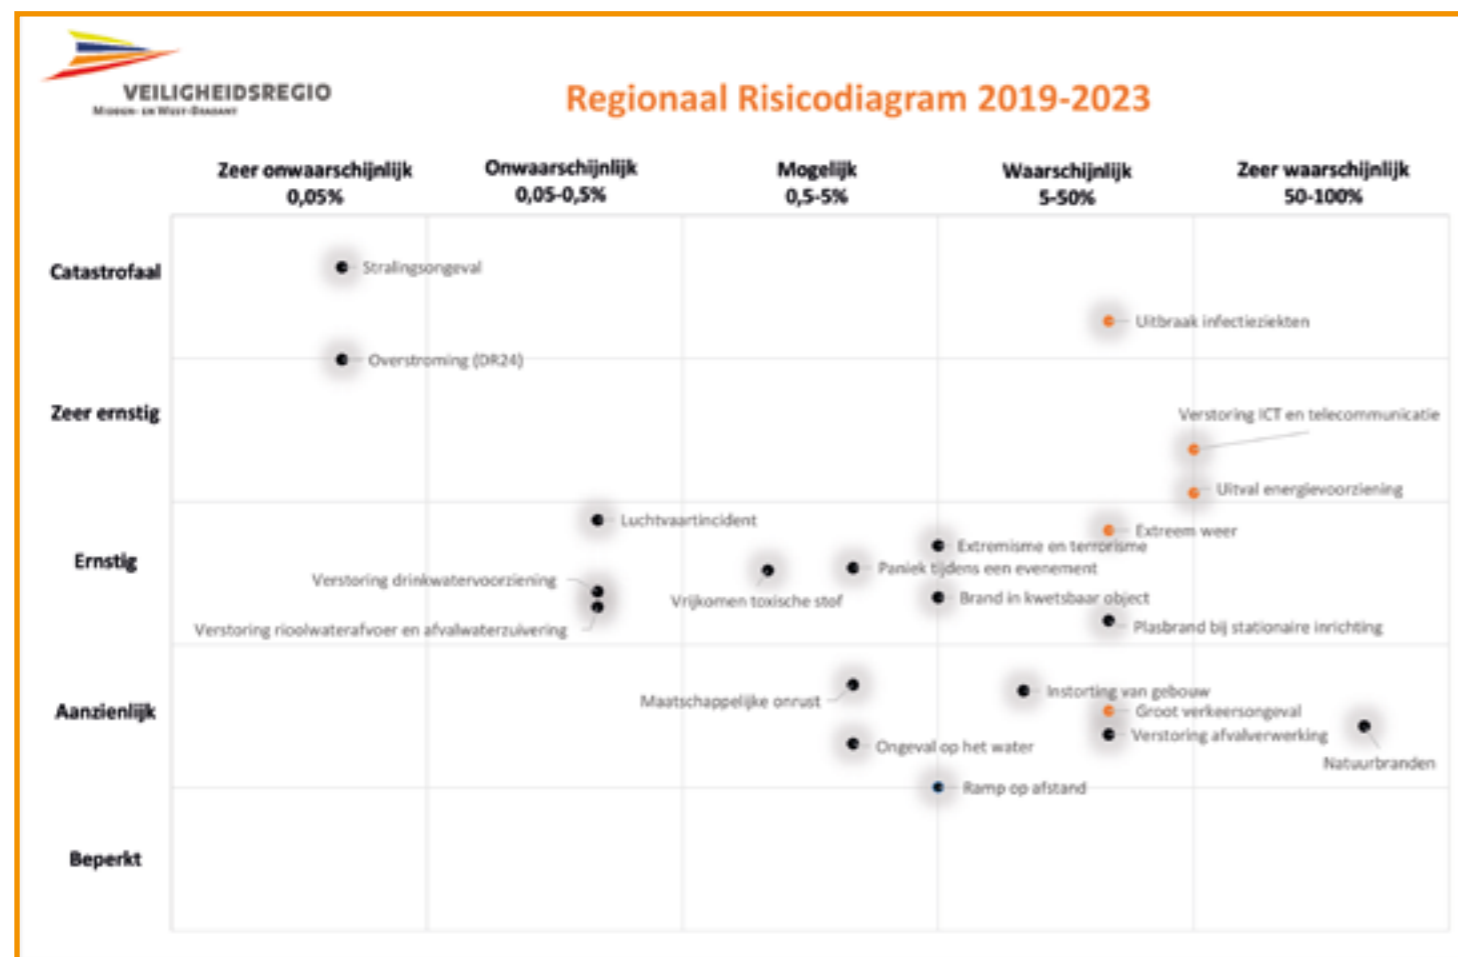 VEILIGHEIDSREGIO
Midden- en West-Brabant
Regionaal Risicodiagram 2019-2023
Zeer onwaarschijnlijk
0,05%
Onwaarschijnlijk
0,05-0,5%
Mogelijk
0,5-5%
Waarschijnlijk
5-50%
Zeer waarschijnlijk
50-100%
Catastrofaal
Stralingsongeval
Uitbraak infectieziekten
Overstroming (DR24)
Zeer ernstig
Verstoring ICT en telecommunicatie
Uitval energievoorziening
Luchtvaartincident
Extreem weer
Extremisme en terrorisme
Ernstig
Paniek tijdens een evenement
Verstoring drinkwatervoorziening
Vrijkomen toxische stof
Brand in kwetsbaar object
Verstoring rioolwaterafvoer en afvalwaterzuivering
Plasbrand bij stationaire inrichting
Maatschappelijke onrust
Instorting van gebouw
Aanzienlijk
Groot verkeersongeval
Verstoring afvalverwerking
Ongeval op het water
Natuurbranden
Ramp op afstand
Beperkt